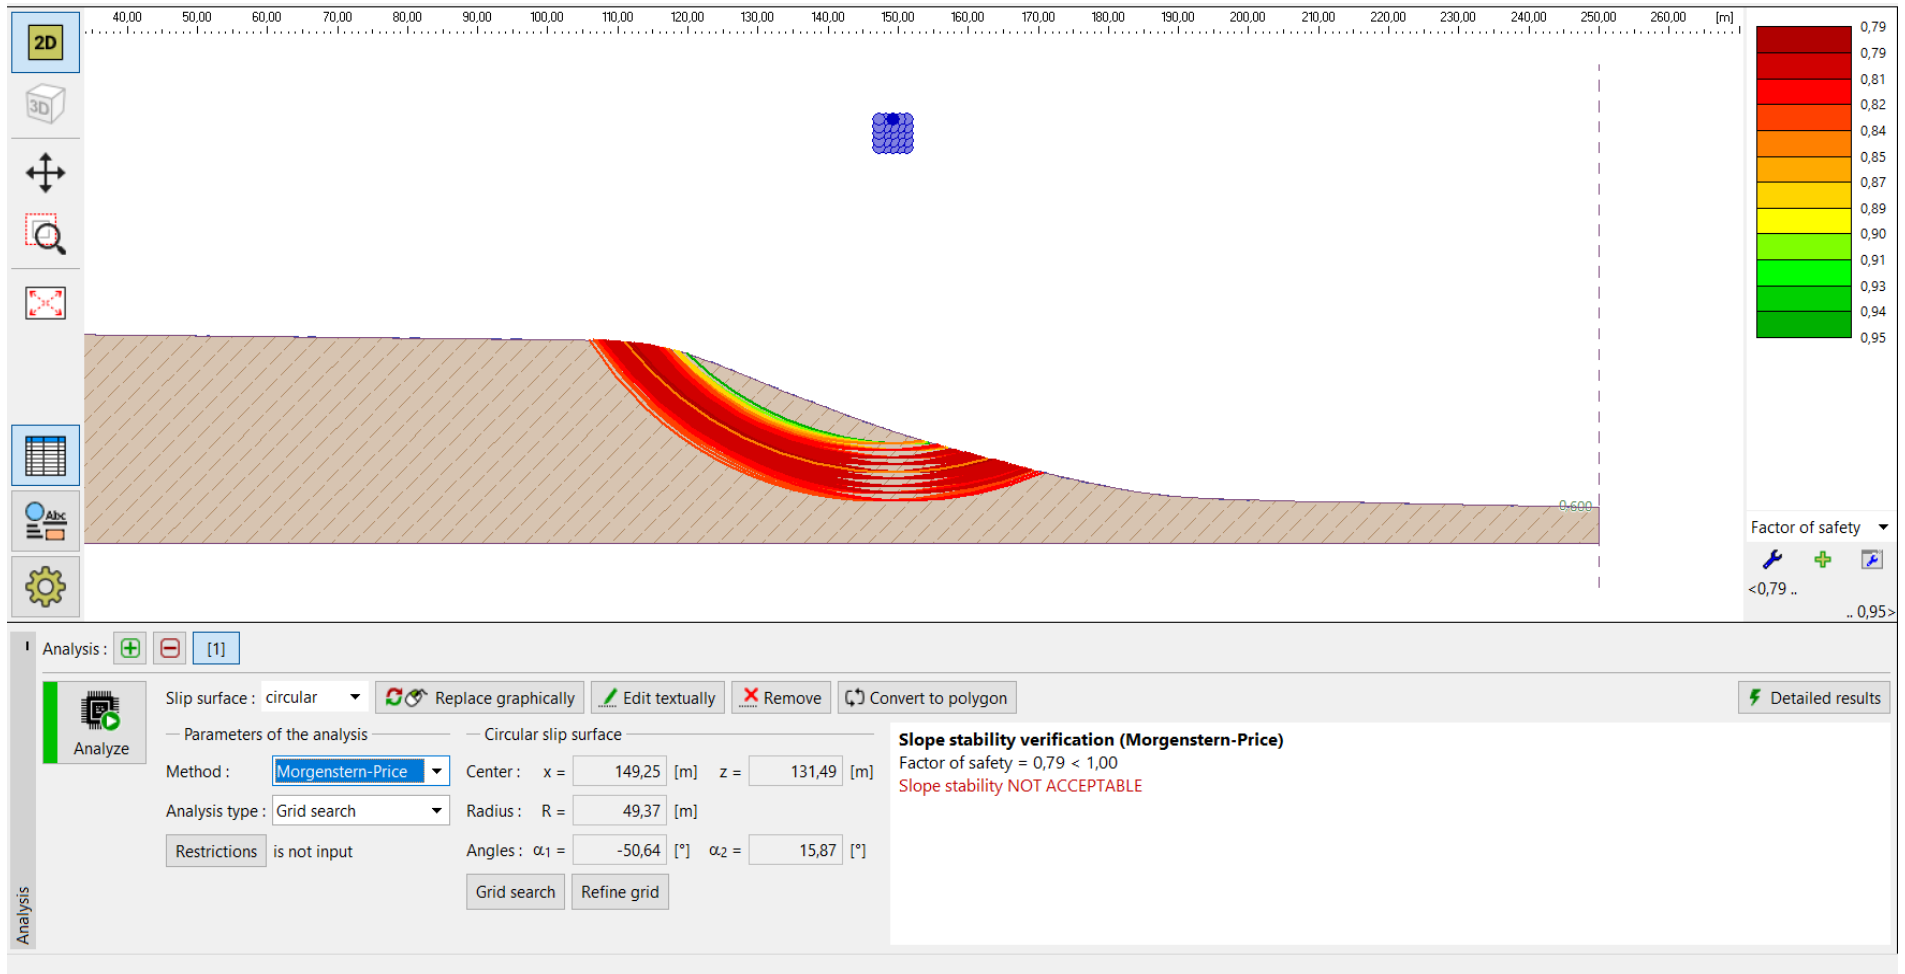 40,00 50,00 60,00 70,00 80,00 90,00 100,00 110,00 120,00 130,00 140,00 150,00 160,00 170,00 180,00 190,00 200,00 210,00 220,00 230,00 240,00 250,00 260,00 [m]
2D
3D
Abc
0.600
0,79
0,79
0,81
0,82
0,84
0,85
0,87
0,89
0,90
0,91
0,93
0,94
0,95
Factor of safety
<0,79 ..
.. 0,95>
Analysis : [1]
Analyze
Slip surface : circular Replace graphically Edit textually Remove Convert to polygon Detailed results
Parameters of the analysis
Method : Morgenstern-Price
Analysis type : Grid search
Restrictions is not input
Circular slip surface
Center : x = 149,25 [m] z = 131,49 [m]
Radius : R = 49,37 [m]
Angles : α1 = -50,64 [°] α2 = 15,87 [°]
Grid search Refine grid
Slope stability verification (Morgenstern-Price)
Factor of safety = 0,79 < 1,00
Slope stability NOT ACCEPTABLE
Analysis